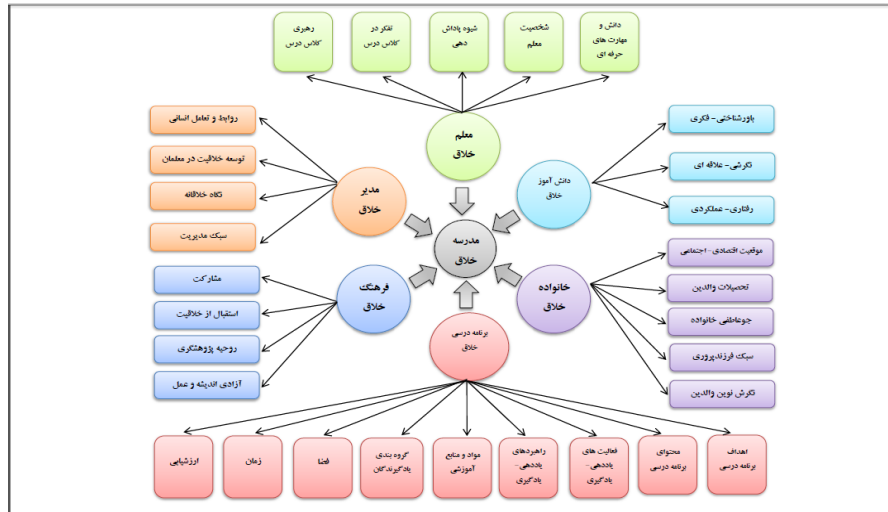 دانش و
مهارت های
حرفه ای
شخصیت
معلم
شیوه پاداش
دهی
تفکر در
کلاس درس
رهبری
کلاس درس
معلم
خلاق
باورشناختی- فکری
نگرشی- علاقه ای
رفتاری- عملکردی
دانش آموز
خلاق
روابط و تعامل انسانی
توسعه خلاقیت در معلمان
نگاه خلاقانه
سبک مدیریت
مدیر
خلاق
مدرسه
خلاق
موقعیت اقتصادی-اجتماعی
تحصیلات والدین
جوعاطفی خانواده
سبک فرزندپروری
نگرش نوین والدین
خانواده
خلاق
مشارکت
استقبال از خلاقیت
روحیه پژوهشگری
آزادی اندیشه و عمل
فرهنگ
خلاق
برنامه درسی
خلاق
اهداف
برنامه درسی
محتوای
برنامه درسی
فعالیت های
یاددهی-
یادگیری
راهبردهای
یاددهی-
یادگیری
مواد و منابع
آموزشی
گروه بندی
یادگیرندگان
فضا
زمان
ارزشیابی